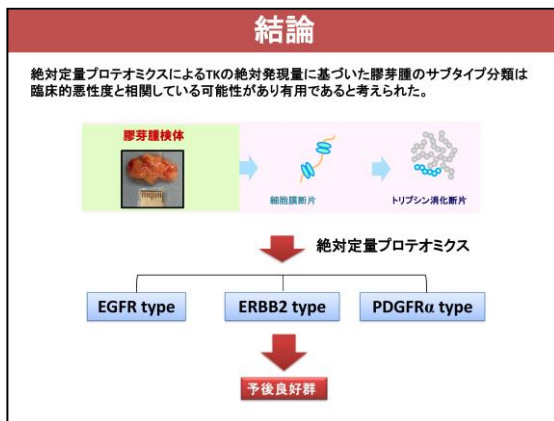 結論
絶対定量プロテオミクスによるTKの絶対発現量に基づいた膠芽腫のサブタイプ分類は
臨床的悪性度と相関している可能性があり有用であると考えられた。
膠芽腫検体
細胞膜断片
トリプシン消化断片
絶対定量プロテオミクス
EGFR type
ERBB2 type
PDGFRα type
予後良好群